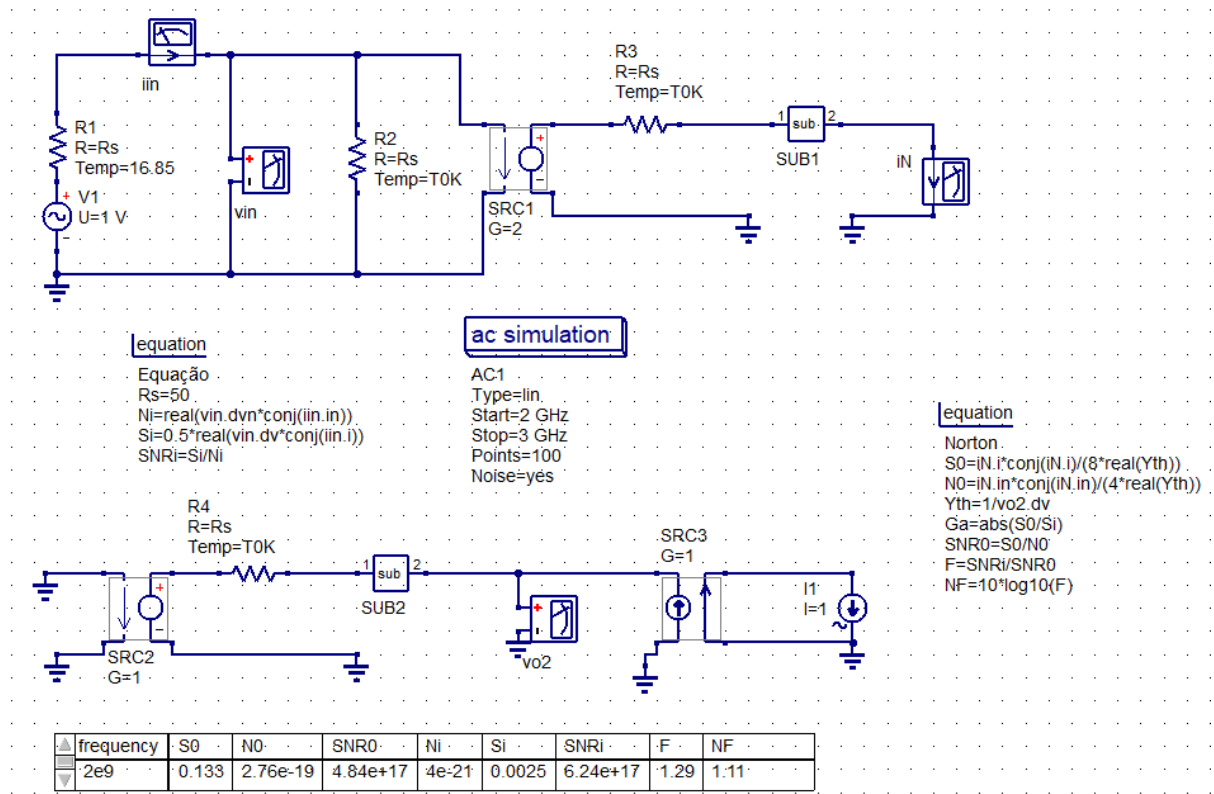 iin
R1
R=Rs
Temp=16.85
V1
U=1 V
vin
R2
R=Rs
Temp=T0K
SRC1
G=2
R3
R=Rs
Temp=T0K
1 sub 2
SUB1
iN
equation
Equação
Rs=50
Ni=real(vin.dvn*conj(iin.in))
Si=0.5*real(vin.dv*conj(iin.i))
SNRi=Si/Ni
ac simulation
AC1
Type=lin
Start=2 GHz
Stop=3 GHz
Points=100
Noise=yes
equation
Norton
S0=iN.i*conj(iN.i)/(8*real(Yth))
N0=iN.in*conj(iN.in)/(4*real(Yth))
Yth=1/vo2.dv
Ga=abs(S0/Si)
SNR0=S0/N0
F=SNRi/SNR0
NF=10*log10(F)
R4
R=Rs
Temp=T0K
SRC2
G=1
1 sub 2
SUB2
vo2
SRC3
G=1
I1
I=1
frequency S0 N0 SNR0 Ni Si SNRi F NF
2e9 0.133 2.76e-19 4.84e+17 4e-21 0.0025 6.24e+17 1.29 1.11